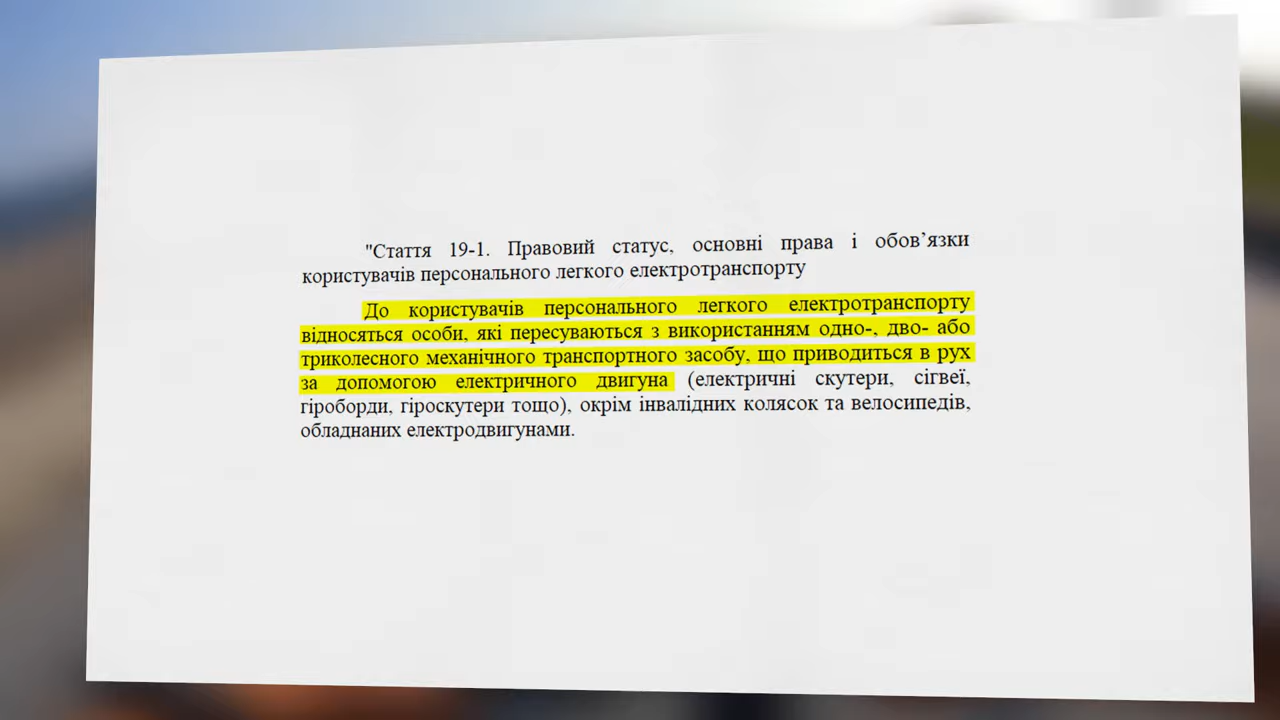 "Стаття 19-1. Правовий статус, основні права і обов’язки
користувачів персонального легкого електротранспорту
До користувачів персонального легкого електротранспорту
відносяться особи, які пересуваються з використанням одно-, дво- або
триколесного механічного транспортного засобу, що приводиться в рух
за допомогою електричного двигуна (електричні скутери, сігвеї,
гіроборди, гіроскутери тощо), окрім інвалідних колясок та велосипедів,
обладнаних електродвигунами.